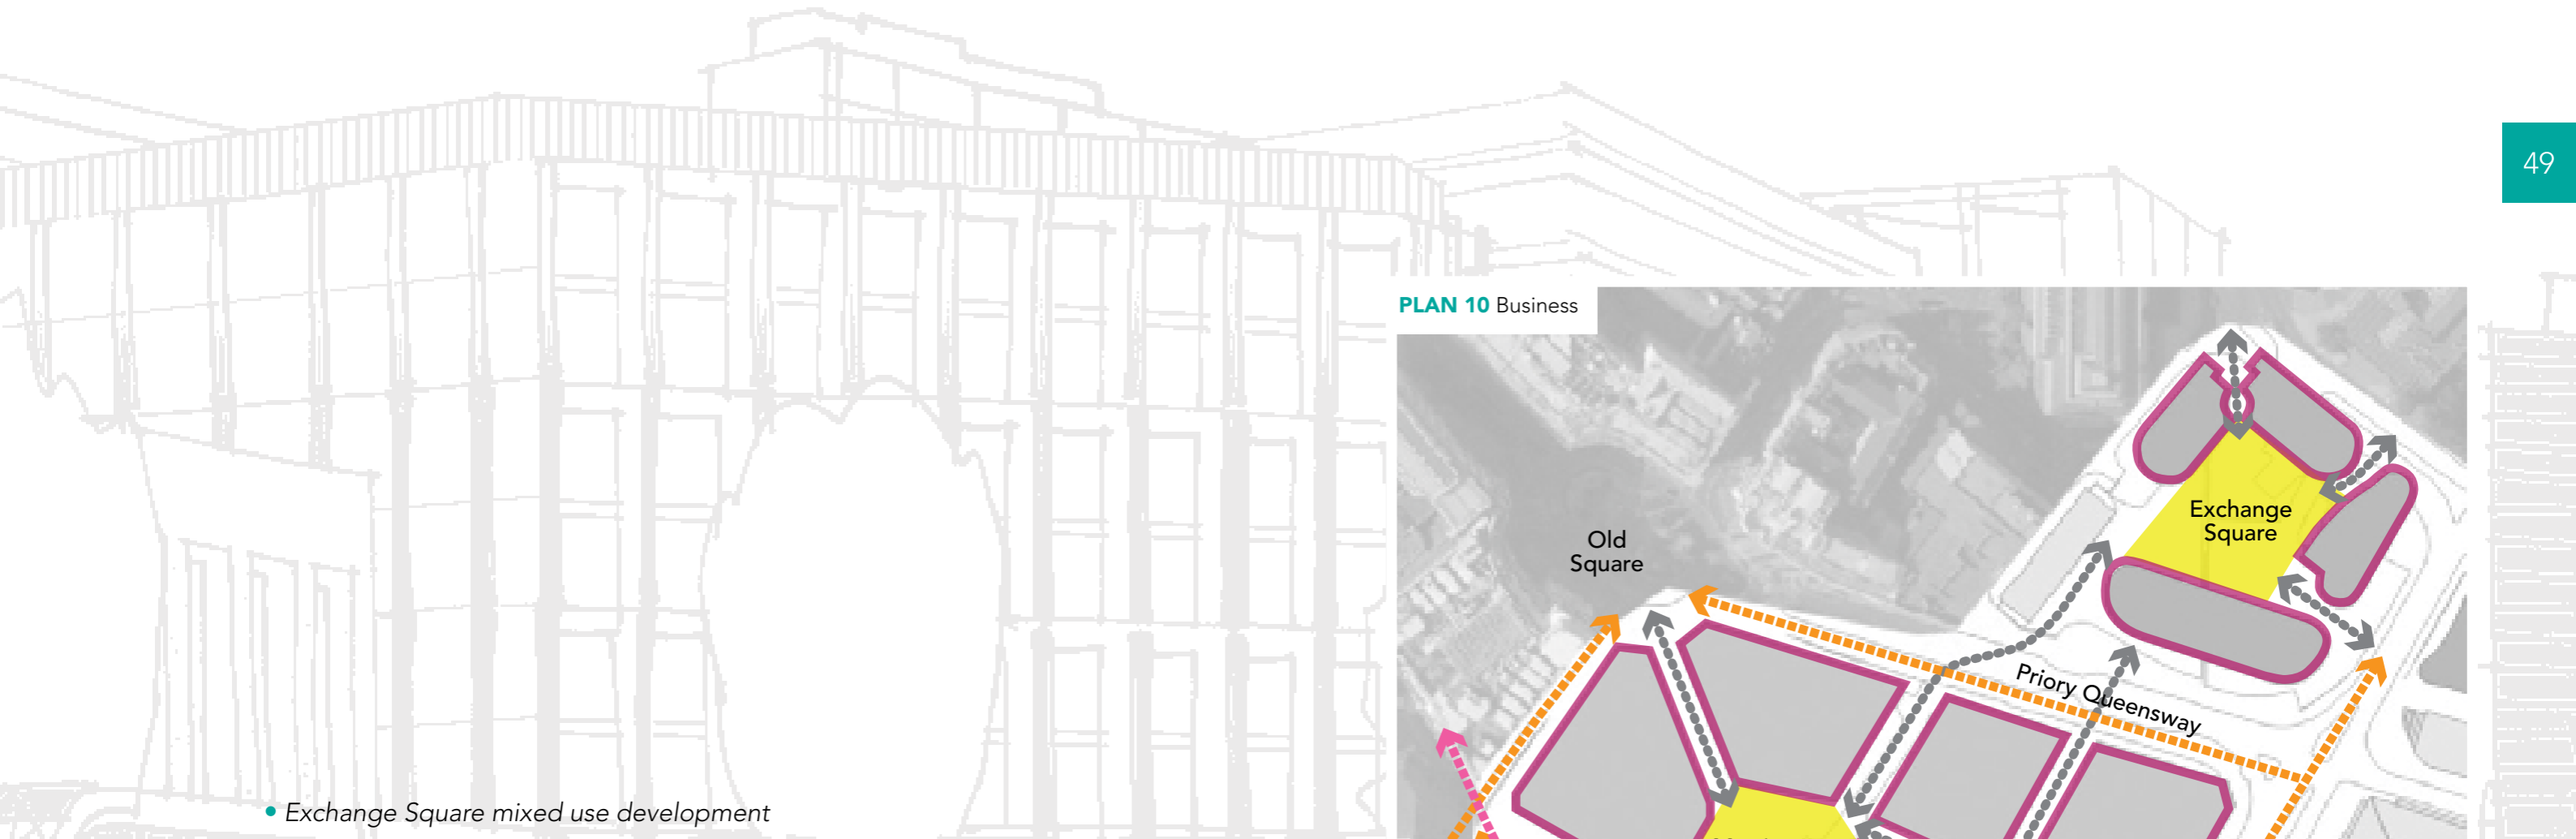 49
PLAN 10 Business
Exchange
Square
Old
Square
Priory Queensway
• Exchange Square mixed use development